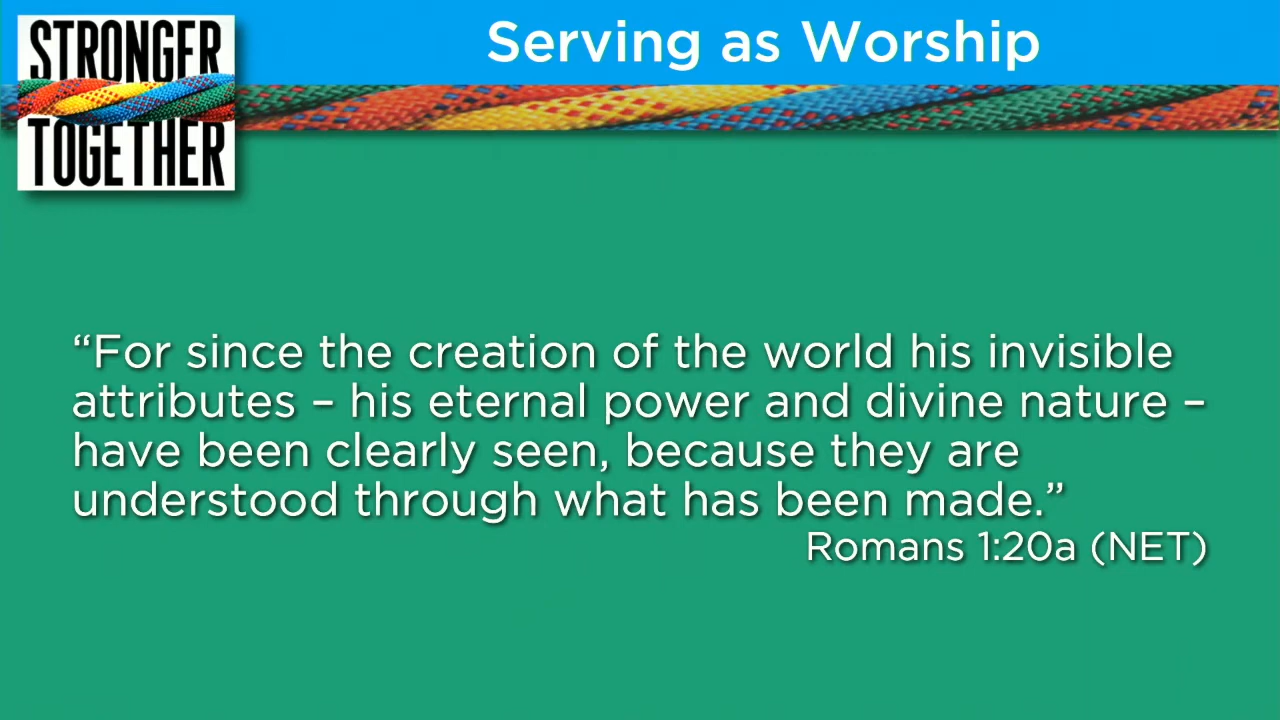 STRONGER
TOGETHER
Serving as Worship
“For since the creation of the world his invisible
attributes – his eternal power and divine nature –
have been clearly seen, because they are
understood through what has been made.”
Romans 1:20a (NET)